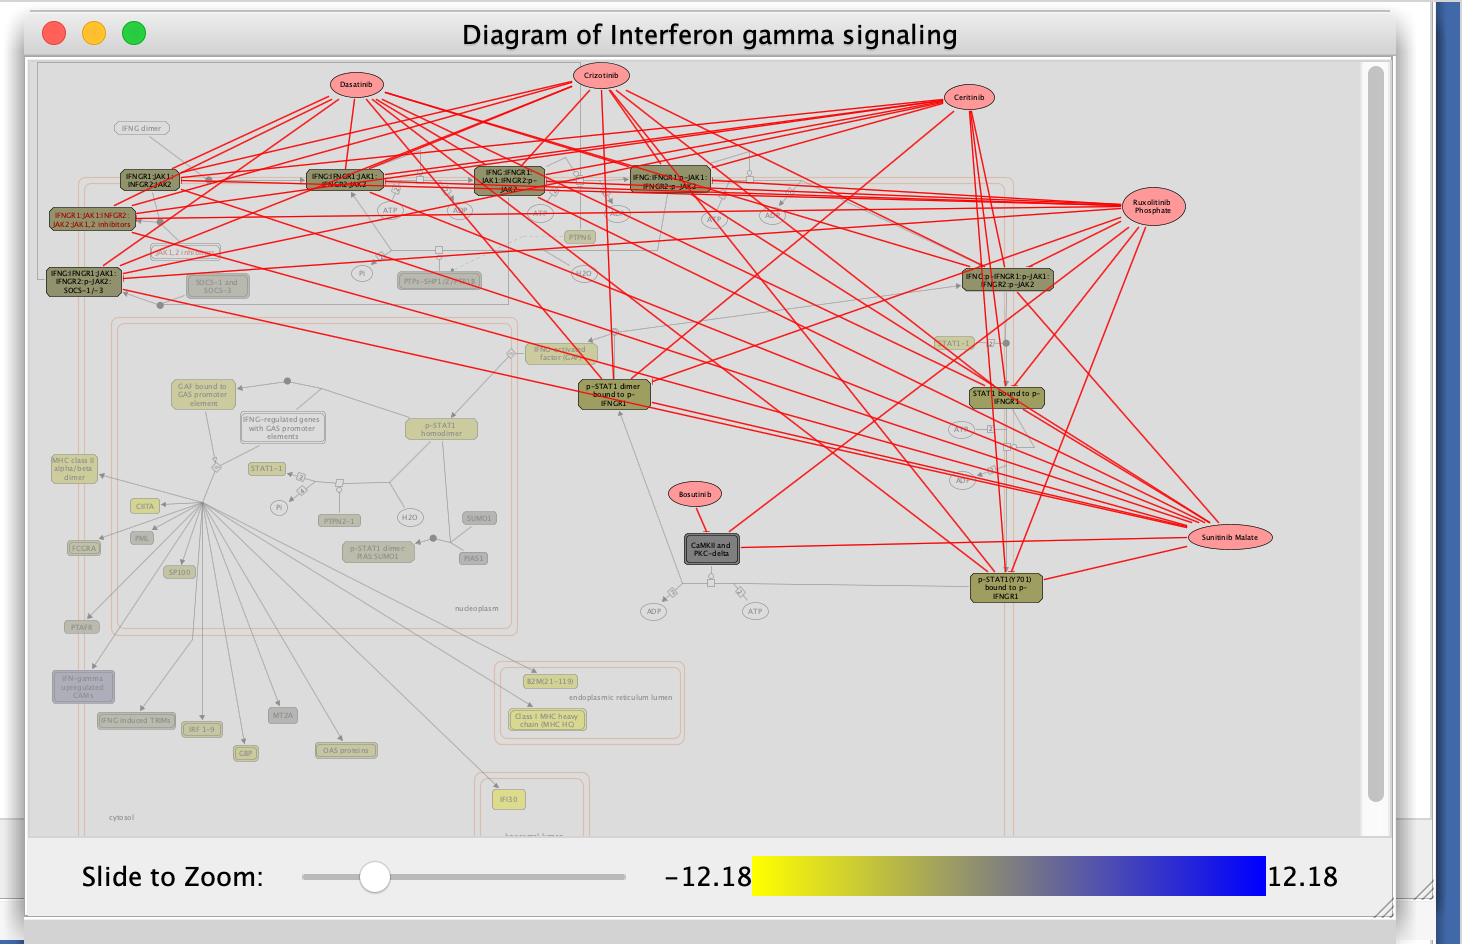 Diagram of Interferon gamma signaling
Dasatinib
Crizotinib
Ceritinib
IFNG dimer
IFNGR1:JAK1:
INFGR2:JAK2
IFNG:IFNGR1:JAK1:
IFNGR2:JAK2
IFNG:IFNGR1:
JAK1:IFNGR2:p-
JAK2
IFNG:IFNGR1:p-JAK1:
IFNGR2:p-JAK2
Ruxolitinib
Phosphate
IFNGR1:JAK1:INFGR2:
JAK2:JAK1,2 inhibitors
ATP
ADP
ATP
ATP
ADP
PTPN6
JAK1,2 inhibitors
IFNG:IFNGR1:JAK1:
IFNGR2:p-JAK2:
SOCS-1/-3
SOCS-1 and
SOCS-3
Pi
H2O
IFNG:p-IFNGR1:p-JAK1:
IFNGR2:p-JAK2
STAT1-1
IFNG activated
factor (GAF)
GAF bound to
GAS promoter
element
p-STAT1 dimer
bound to p-
IFNGR1
STAT1 bound to p-
IFNGR1
IFNG-regulated genes
with GAS promoter
elements
p-STAT1
homodimer
ATP
2
MHC class II
alpha/beta
dimer
STAT1-1
ADP
CIITA
Pi
PTPN2-1
H2O
SUMO1
Bosutinib
PML
FCGRA
p-STAT1 dimer:
PIAS:SUMO1
PIAS1
CaMKII and
PKC-delta
Sunitinib Malate
SP100
p-STAT1(Y701)
bound to p-
IFNGR1
nucleoplasm
ADP
ATP
PTAFR
IFN-gamma
upregulated
CAMs
B2M(21-119)
endoplasmic reticulum lumen
IFNG induced TRIMs
IRF 1-9
MT2A
Class I MHC heavy
chain (MHC HC)
GBP
OAS proteins
IFI30
cytosol
Slide to Zoom:
-12.18
12.18